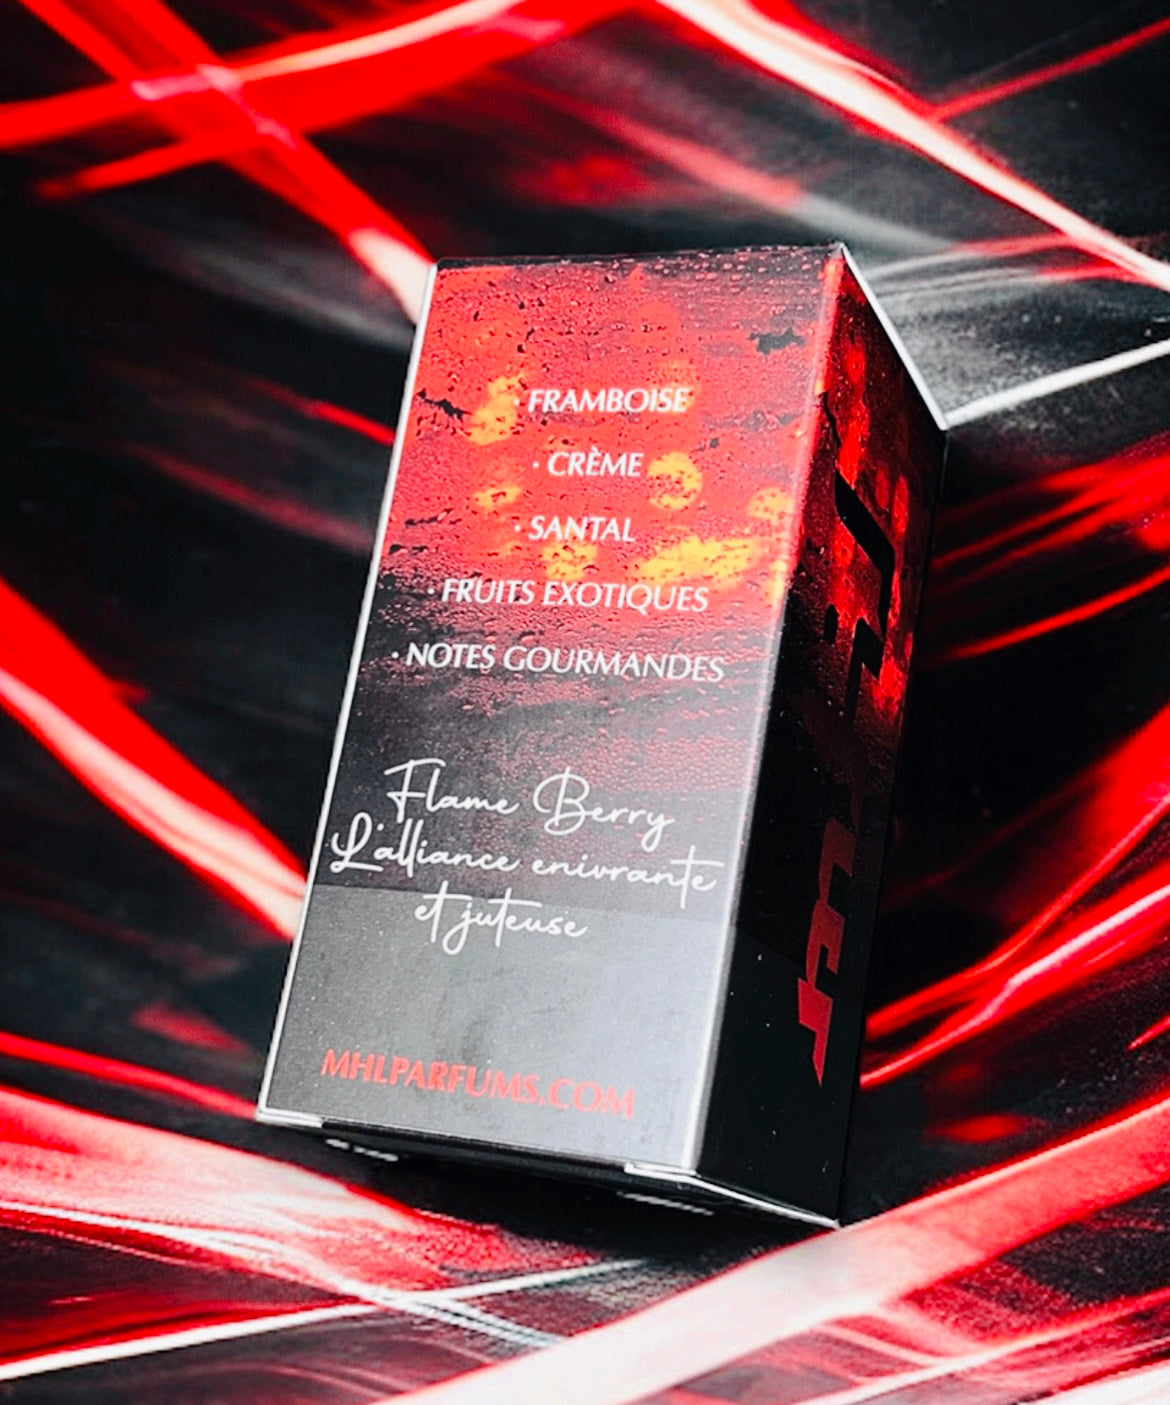 · FRAMBOISE
· CRÈME
· SANTAL
· FRUITS EXOTIQUES
· NOTES GOURMANDES
Flame Berry
L'alliance enivrante
et juteuse
MHLPARFUMS.COM